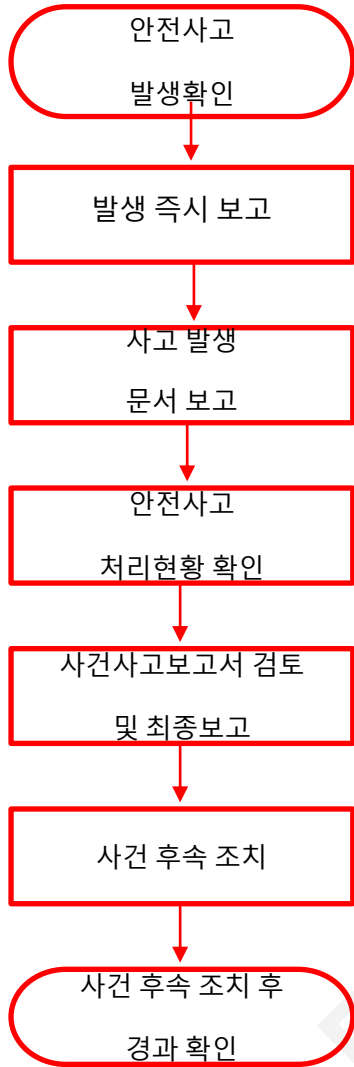 안전사고
발생확인
발생 즉시 보고
사고 발생
문서 보고
안전사고
처리현황 확인
사건사고보고서 검토
및 최종보고
사건 후속 조치
사건 후속 조치 후
경과 확인